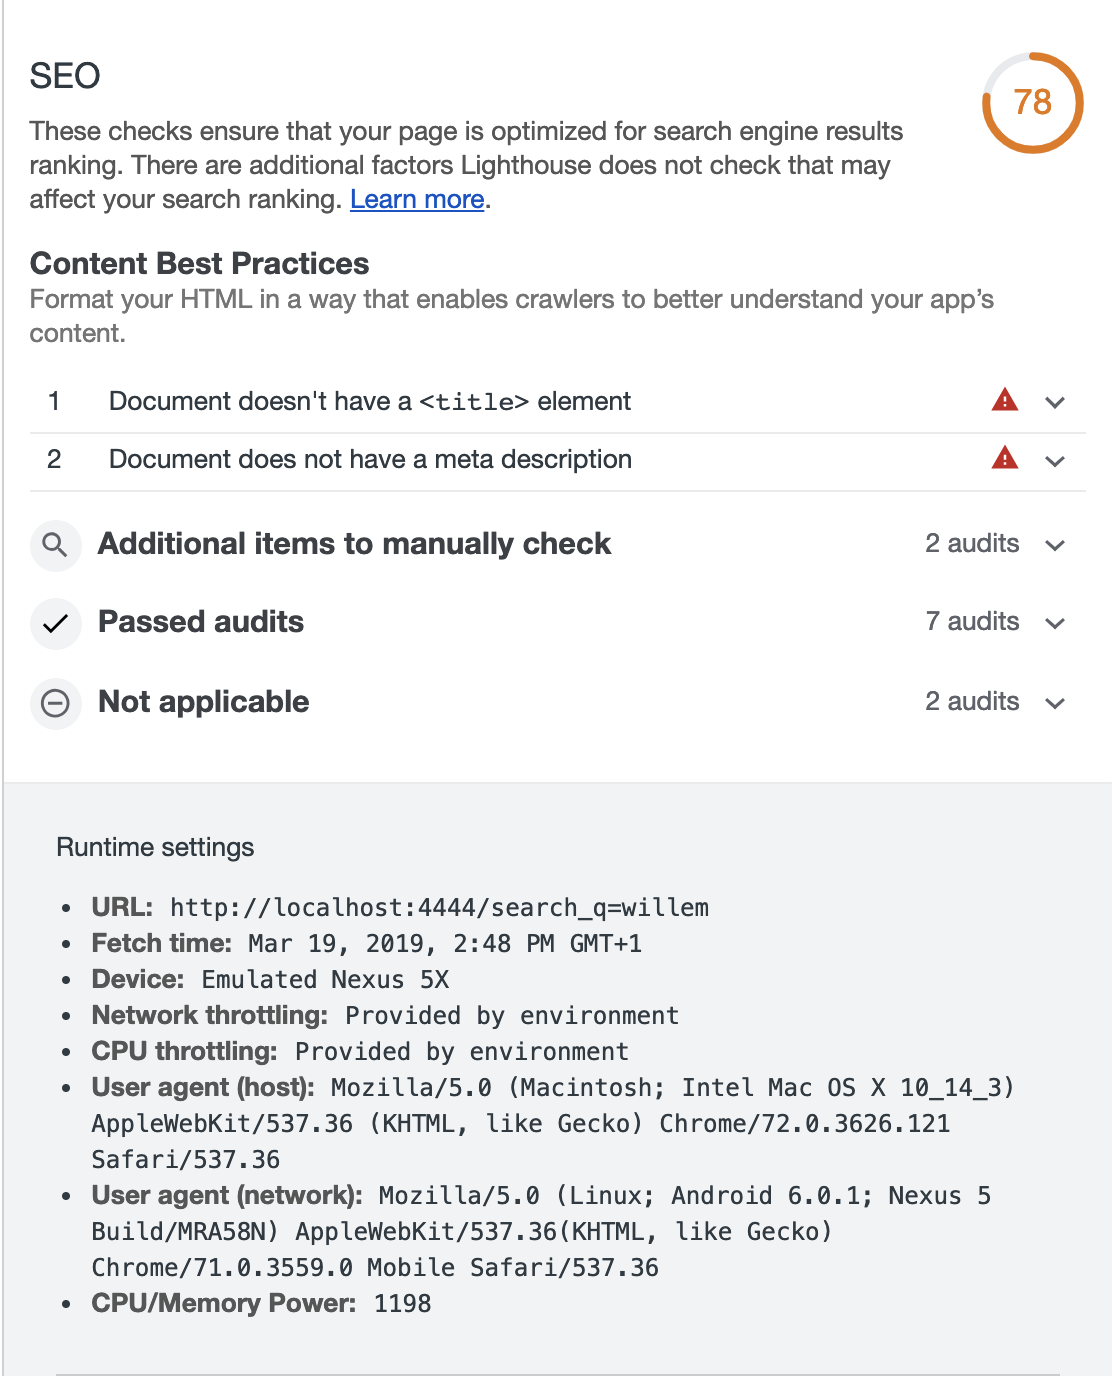 SEO
78
These checks ensure that your page is optimized for search engine results
ranking. There are additional factors Lighthouse does not check that may
affect your search ranking. Learn more.
Content Best Practices
Format your HTML in a way that enables crawlers to better understand your app’s
content.
1 Document doesn't have a <title> element
2 Document does not have a meta description
Additional items to manually check 2 audits
Passed audits 7 audits
Not applicable 2 audits
Runtime settings
• URL: http://localhost:4444/search_q=willem
• Fetch time: Mar 19, 2019, 2:48 PM GMT+1
• Device: Emulated Nexus 5X
• Network throttling: Provided by environment
• CPU throttling: Provided by environment
• User agent (host): Mozilla/5.0 (Macintosh; Intel Mac OS X 10_14_3)
AppleWebKit/537.36 (KHTML, like Gecko) Chrome/72.0.3626.121
Safari/537.36
• User agent (network): Mozilla/5.0 (Linux; Android 6.0.1; Nexus 5
Build/MRA58N) AppleWebKit/537.36(KHTML, like Gecko)
Chrome/71.0.3559.0 Mobile Safari/537.36
• CPU/Memory Power: 1198